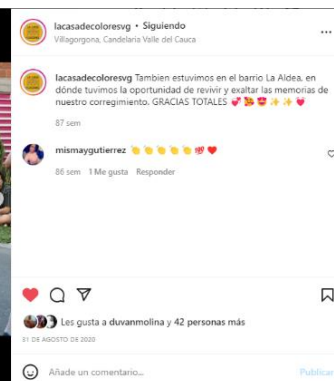 lacasadecoloresvg • Siguiendo
Villagorgona, Candelaria Valle del Cauca
lacasadecoloresvg Tambien estuvimos en el barrio La Aldea, en
dónde tuvimos la oportunidad de revivir y exaltar las memorias de
nuestro corregimiento. GRACIAS TOTALES 💕💃🤩✨✨💓
87 sem
mismaygutierrez 👏👏👏👏👏💯❤️
86 sem 1 Me gusta Responder
Les gusta a duvanmolina y 42 personas más
31 DE AGOSTO DE 2020
Añade un comentario...
Publicar